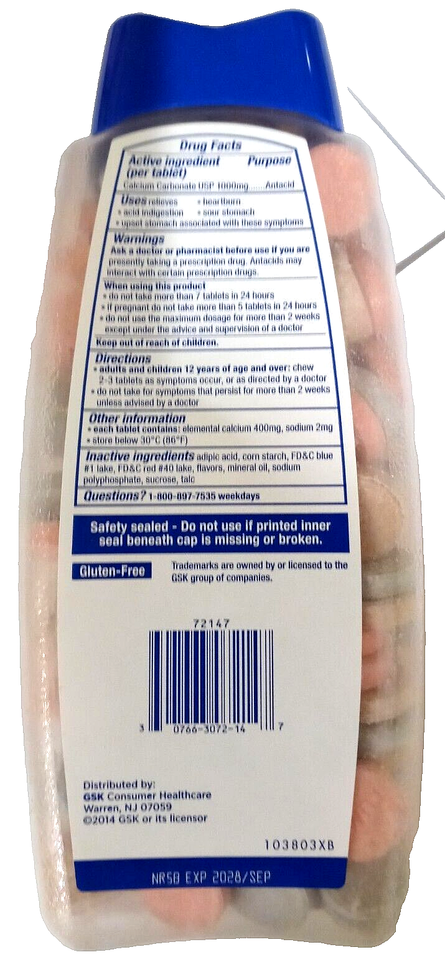 Drug Facts
Active ingredient Purpose
(per tablet)
Calcium Carbonate USP 1000mg.....Antacid
Uses relieves • heartburn
• acid indigestion • sour stomach
• upset stomach associated with these symptoms
Warnings
Ask a doctor or pharmacist before use if you are
presently taking a prescription drug. Antacids may
interact with certain prescription drugs.
When using this product
• do not take more than 7 tablets in 24 hours
• if pregnant do not take more than 5 tablets in 24 hours
• do not use the maximum dosage for more than 2 weeks
except under the advice and supervision of a doctor
Keep out of reach of children.
Directions
• adults and children 12 years of age and over: chew
2-3 tablets as symptoms occur, or as directed by a doctor
• do not take for symptoms that persist for more than 2 weeks
unless advised by a doctor
Other information
• each tablet contains: elemental calcium 400mg, sodium 2mg
• store below 30°C (86°F)
Inactive ingredients adipic acid, corn starch, FD&C blue
#1 lake, FD&C red #40 lake, flavors, mineral oil, sodium
polyphosphate, sucrose, talc
Questions? 1-800-897-7535 weekdays
Safety sealed - Do not use if printed inner
seal beneath cap is missing or broken.
Gluten-Free
Trademarks are owned by or licensed to the
GSK group of companies.
72147
3 0766-3072-14 7
Distributed by:
GSK Consumer Healthcare
Warren, NJ 07059
©2014 GSK or its licensor
103803XB
NR5B EXP 2028/SEP